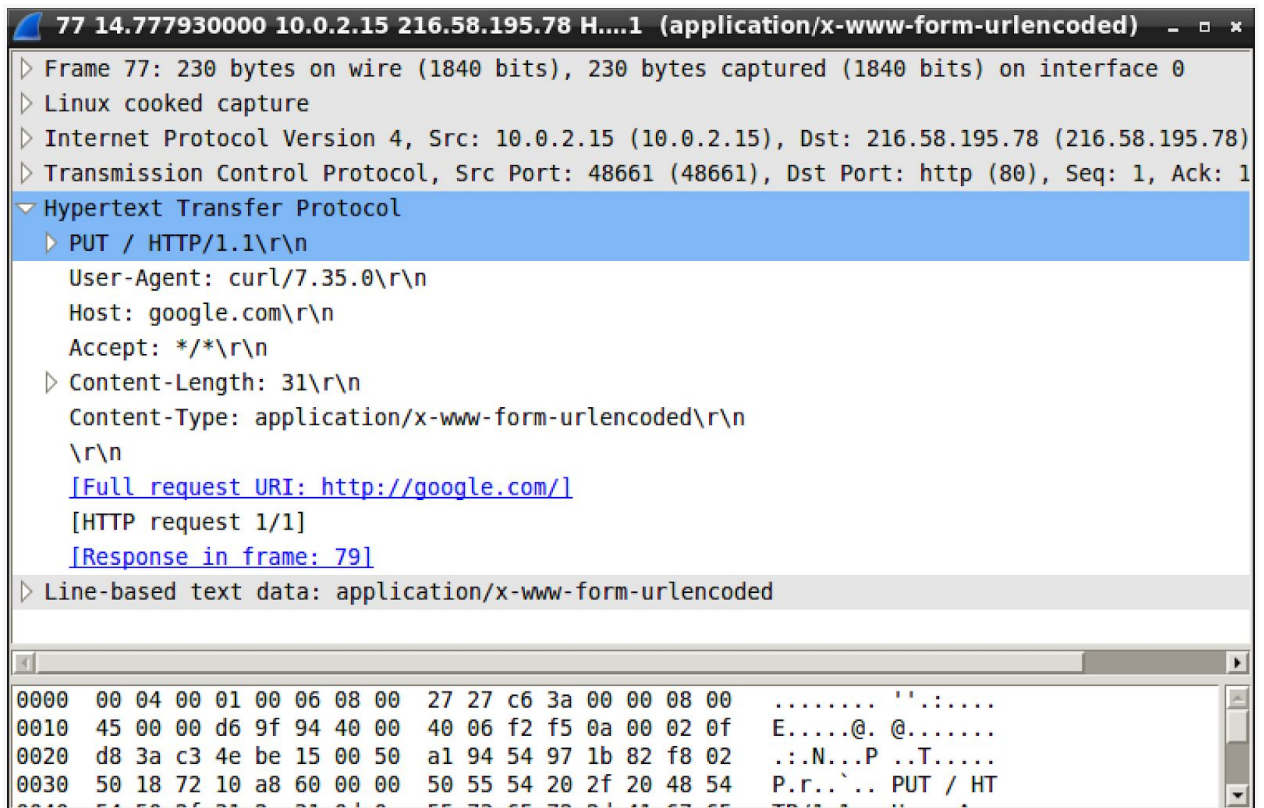 77 14.777930000 10.0.2.15 216.58.195.78 H....1 (application/x-www-form-urlencoded)
Frame 77: 230 bytes on wire (1840 bits), 230 bytes captured (1840 bits) on interface 0
Linux cooked capture
Internet Protocol Version 4, Src: 10.0.2.15 (10.0.2.15), Dst: 216.58.195.78 (216.58.195.78)
Transmission Control Protocol, Src Port: 48661 (48661), Dst Port: http (80), Seq: 1, Ack: 1
Hypertext Transfer Protocol
PUT / HTTP/1.1\r\n
User-Agent: curl/7.35.0\r\n
Host: google.com\r\n
Accept: */*\r\n
Content-Length: 31\r\n
Content-Type: application/x-www-form-urlencoded\r\n
\r\n
[Full request URI: http://google.com/]
[HTTP request 1/1]
[Response in frame: 79]
Line-based text data: application/x-www-form-urlencoded
0000 00 04 00 01 00 06 08 00 27 27 c6 3a 00 00 08 00 ........ ''.:....
0010 45 00 00 d6 9f 94 40 00 40 06 f2 f5 0a 00 02 0f E.....@. @.......
0020 d8 3a c3 4e be 15 00 50 a1 94 54 97 1b 82 f8 02 .:.N...P ..T.....
0030 50 18 72 10 a8 60 00 00 50 55 54 20 2f 20 48 54 P.r..`.. PUT / HT